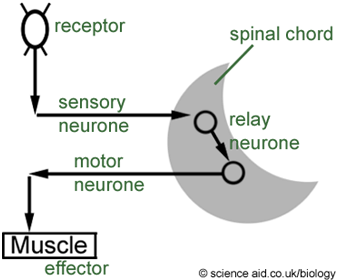 receptor
spinal chord
sensory
neurone
relay
neurone
motor
neurone
Muscle
effector
© science aid.co.uk/biology